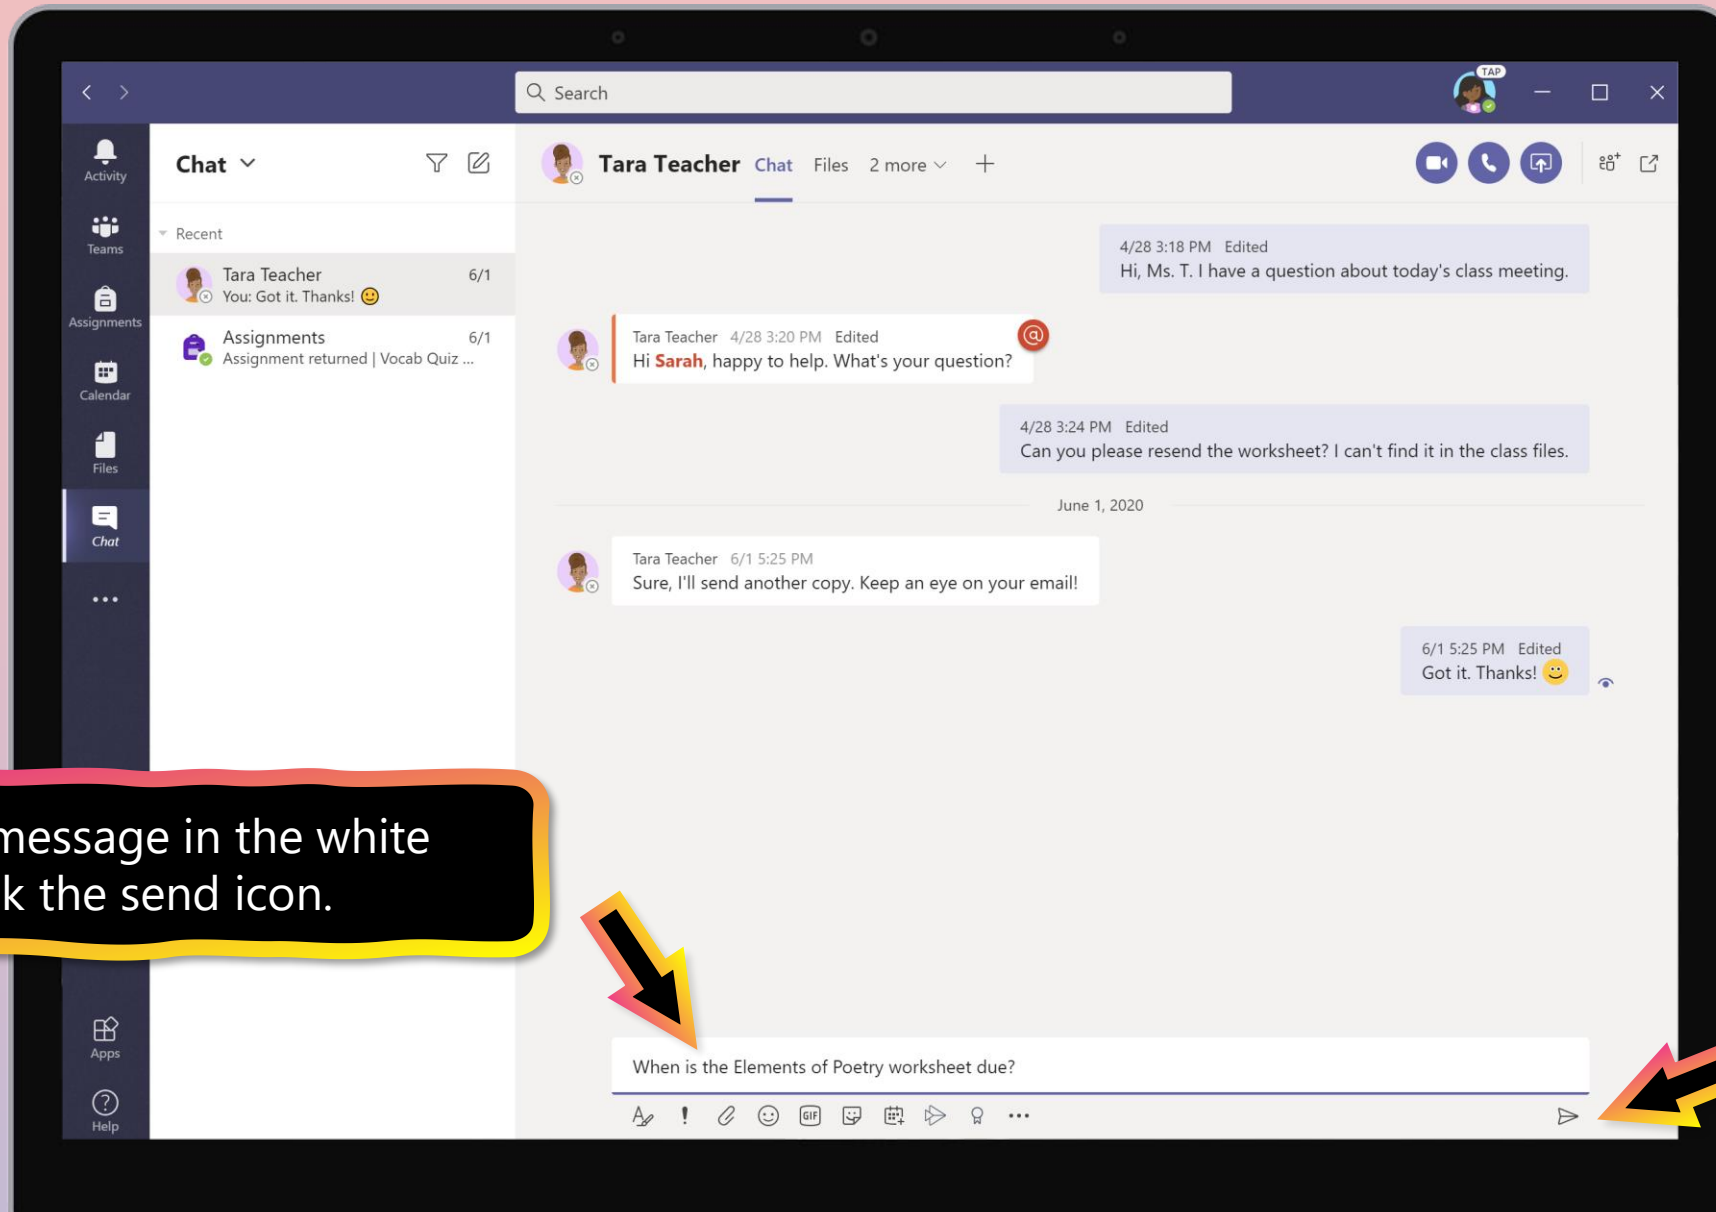 Search
TAP
Activity
Teams
Assignments
Calendar
Files
Chat
Apps
Help
Chat
Recent
Tara Teacher 6/1
You: Got it. Thanks! 🙂
Assignments 6/1
Assignment returned | Vocab Quiz ...
Tara Teacher Chat Files 2 more
4/28 3:18 PM Edited
Hi, Ms. T. I have a question about today's class meeting.
Tara Teacher 4/28 3:20 PM Edited
@
Hi Sarah, happy to help. What's your question?
4/28 3:24 PM Edited
Can you please resend the worksheet? I can't find it in the class files.
June 1, 2020
Tara Teacher 6/1 5:25 PM
Sure, I'll send another copy. Keep an eye on your email!
6/1 5:25 PM Edited
Got it. Thanks! 🙂
message in the white
k the send icon.
When is the Elements of Poetry worksheet due?
GIF